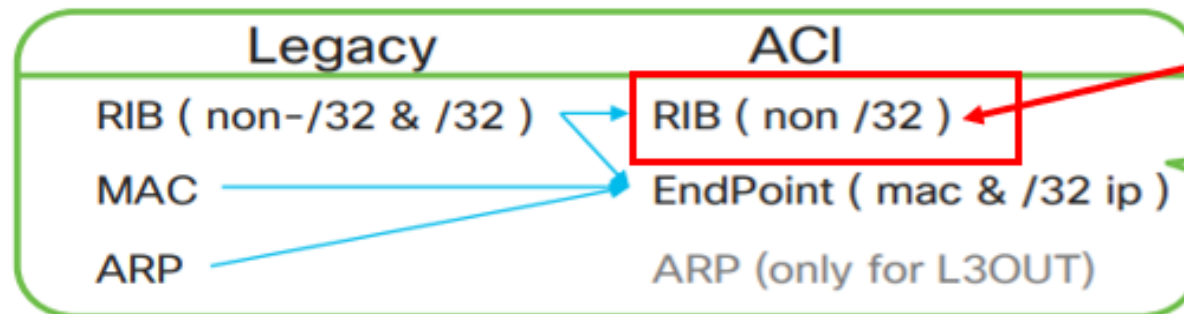 Legacy ACI
RIB ( non-/32 & /32 ) RIB ( non /32 )
MAC EndPoint ( mac & /32 ip )
ARP ARP (only for L3OUT)